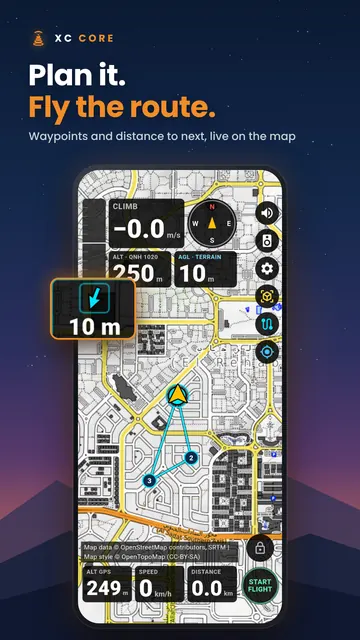 XC CORE
Plan it.
Fly the route.
Waypoints and distance to next, live on the map
CLIMB
−0.0 m/s
N
W E
S
ALT · QNH 1020
250 m
AGL · TERRAIN
10 m
10 m
2
3
Map data © OpenStreetMap contributors, SRTM |
Map style © OpenTopoMap (CC-BY-SA)
ALT GPS
249 m
SPEED
0 km/h
DISTANCE
0.0 km
START
FLIGHT